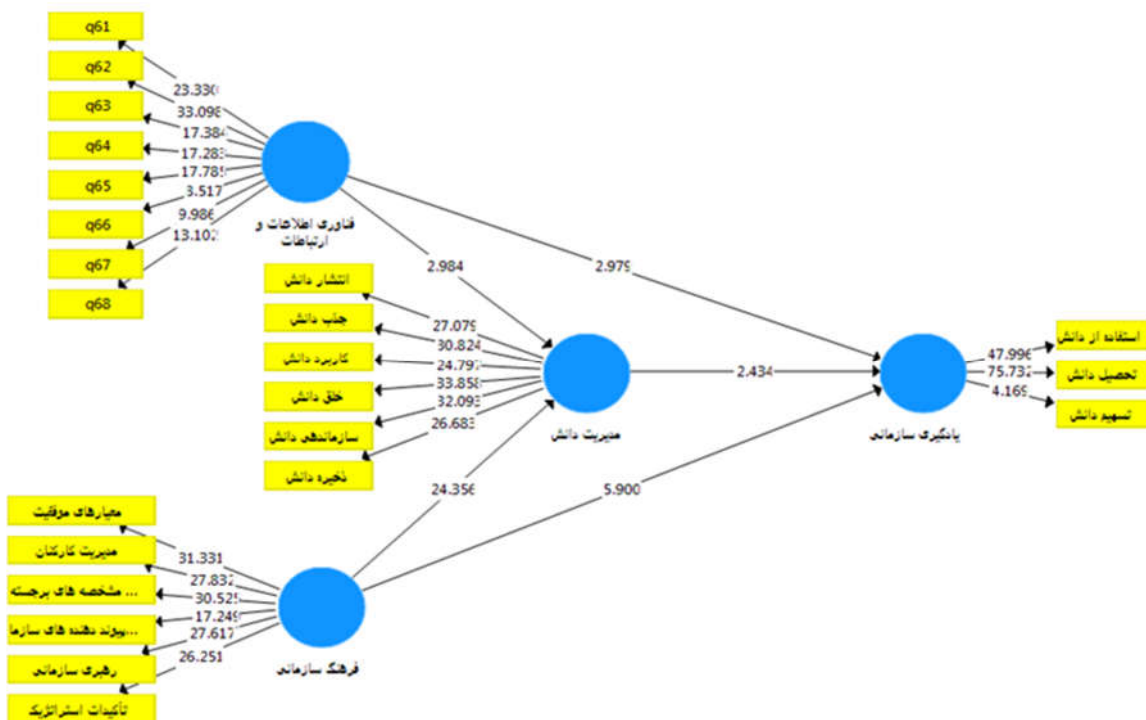 q61
q62
q63
q64
q65
q66
q67
q68
23.330
33.098
17.384
17.283
17.785
3.517
9.986
13.102
فناوری اطلاعات و
ارتباطات
2.984
2.979
انتشار دانش
جذب دانش
کاربرد دانش
خلق دانش
سازماندهی دانش
ذخیره دانش
27.079
30.824
24.797
33.858
32.093
26.683
مدیریت دانش
2.434
یادگیری سازمانی
47.996
75.732
4.169
استفاده از دانش
تحصیل دانش
تسهیم دانش
24.356
5.900
معیارهای موفقیت
مدیریت کارکنان
مشخصه های برجسته ...
پیوند دهنده های سازما...
رهبری سازمانی
تأکیدات استراتژیک
31.331
27.832
30.525
17.249
27.617
26.251
فرهنگ سازمانی